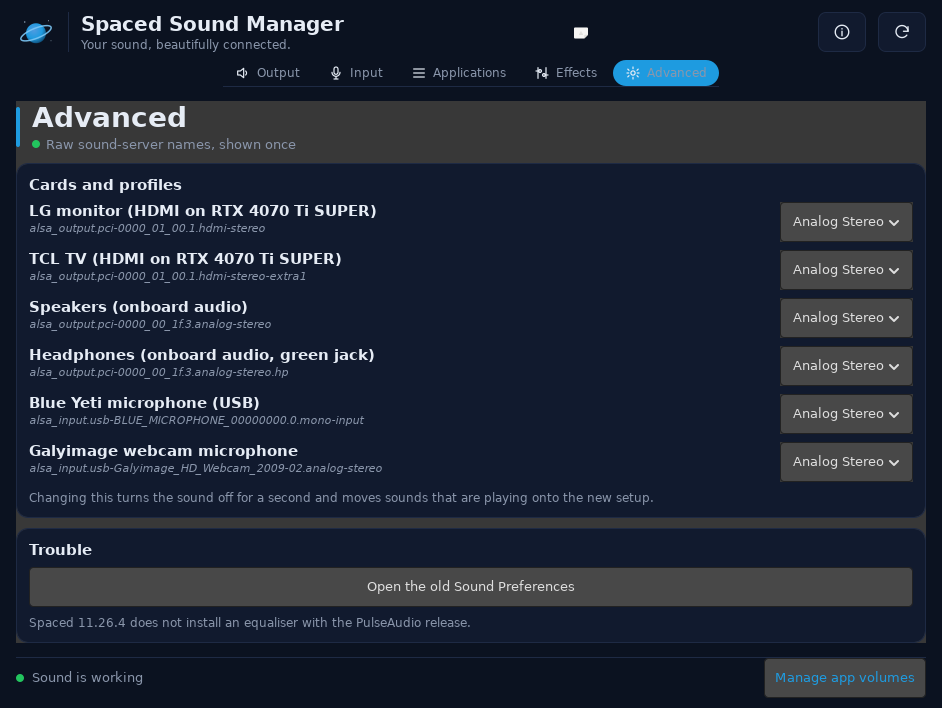 Spaced Sound Manager
Your sound, beautifully connected.
Output
Input
Applications
Effects
Advanced
Advanced
Raw sound-server names, shown once
Cards and profiles
LG monitor (HDMI on RTX 4070 Ti SUPER)
alsa_output.pci-0000_01_00.1.hdmi-stereo
Analog Stereo
TCL TV (HDMI on RTX 4070 Ti SUPER)
alsa_output.pci-0000_01_00.1.hdmi-stereo-extra1
Analog Stereo
Speakers (onboard audio)
alsa_output.pci-0000_00_1f.3.analog-stereo
Analog Stereo
Headphones (onboard audio, green jack)
alsa_output.pci-0000_00_1f.3.analog-stereo.hp
Analog Stereo
Blue Yeti microphone (USB)
alsa_input.usb-BLUE_MICROPHONE_00000000.0.mono-input
Analog Stereo
Galyimage webcam microphone
alsa_input.usb-Galyimage_HD_Webcam_2009-02.analog-stereo
Analog Stereo
Changing this turns the sound off for a second and moves sounds that are playing onto the new setup.
Trouble
Open the old Sound Preferences
Spaced 11.26.4 does not install an equaliser with the PulseAudio release.
Sound is working
Manage app volumes